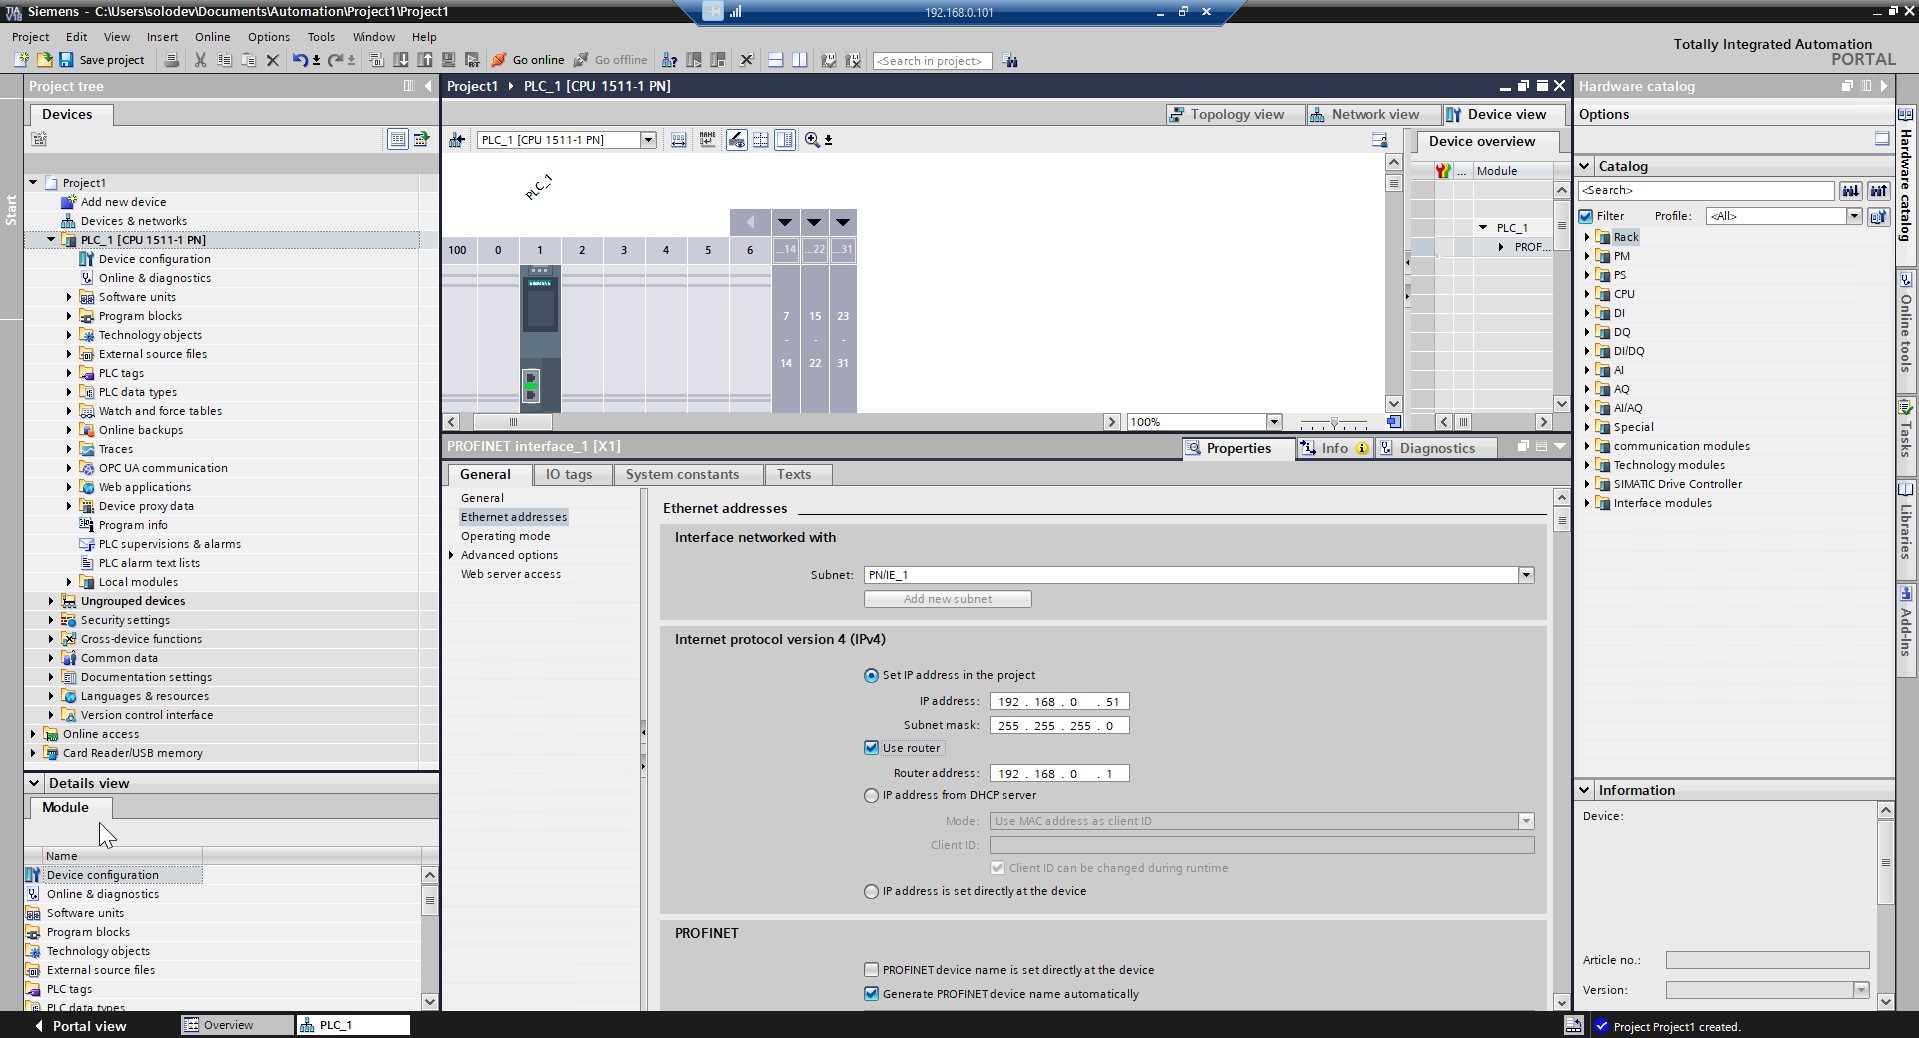 Siemens - C:\Users\solodev\Documents\Automation\Project1\Project1
192.168.0.101
Project Edit View Insert Online Options Tools Window Help
Totally Integrated Automation
PORTAL
Save project
Go online
Go offline
<Search in project>
Project tree
Project1 PLC_1 [CPU 1511-1 PN]
Hardware catalog
Devices
Topology view
Network view
Device view
Options
PLC_1 [CPU 1511-1 PN]
Device overview
... Module
PLC_1
PROF...
PLC_1
100 0 1 2 3 4 5 6 ...14 ...22 ...31
SIEMENS
7 15 23
- - -
14 22 31
100%
Start
Project1
Add new device
Devices & networks
PLC_1 [CPU 1511-1 PN]
Device configuration
Online & diagnostics
Software units
Program blocks
Technology objects
External source files
PLC tags
PLC data types
Watch and force tables
Online backups
Traces
OPC UA communication
Web applications
Device proxy data
Program info
PLC supervisions & alarms
PLC alarm text lists
Local modules
Ungrouped devices
Security settings
Cross-device functions
Common data
Documentation settings
Languages & resources
Version control interface
Online access
Card Reader/USB memory
Details view
Module
Name
Device configuration
Online & diagnostics
Software units
Program blocks
Technology objects
External source files
PLC tags
PLC data types
PROFINET interface_1 [X1]
Properties
Info
Diagnostics
General
IO tags
System constants
Texts
General
Ethernet addresses
Operating mode
Advanced options
Web server access
Ethernet addresses
Interface networked with
Subnet: PN/IE_1
Add new subnet
Internet protocol version 4 (IPv4)
Set IP address in the project
IP address: 192 . 168 . 0 . 51
Subnet mask: 255 . 255 . 255 . 0
Use router
Router address: 192 . 168 . 0 . 1
IP address from DHCP server
Mode: Use MAC address as client ID
Client ID:
Client ID can be changed during runtime
IP address is set directly at the device
PROFINET
PROFINET device name is set directly at the device
Generate PROFINET device name automatically
Catalog
<Search>
Filter Profile: <All>
Rack
PM
PS
CPU
DI
DQ
DI/DQ
AI
AQ
AI/AQ
Special
communication modules
Technology modules
SIMATIC Drive Controller
Interface modules
Information
Device:
Article no.:
Version:
Hardware catalog
Online tools
Tasks
Libraries
Add-Ins
Portal view
Overview
PLC_1
Project Project1 created.